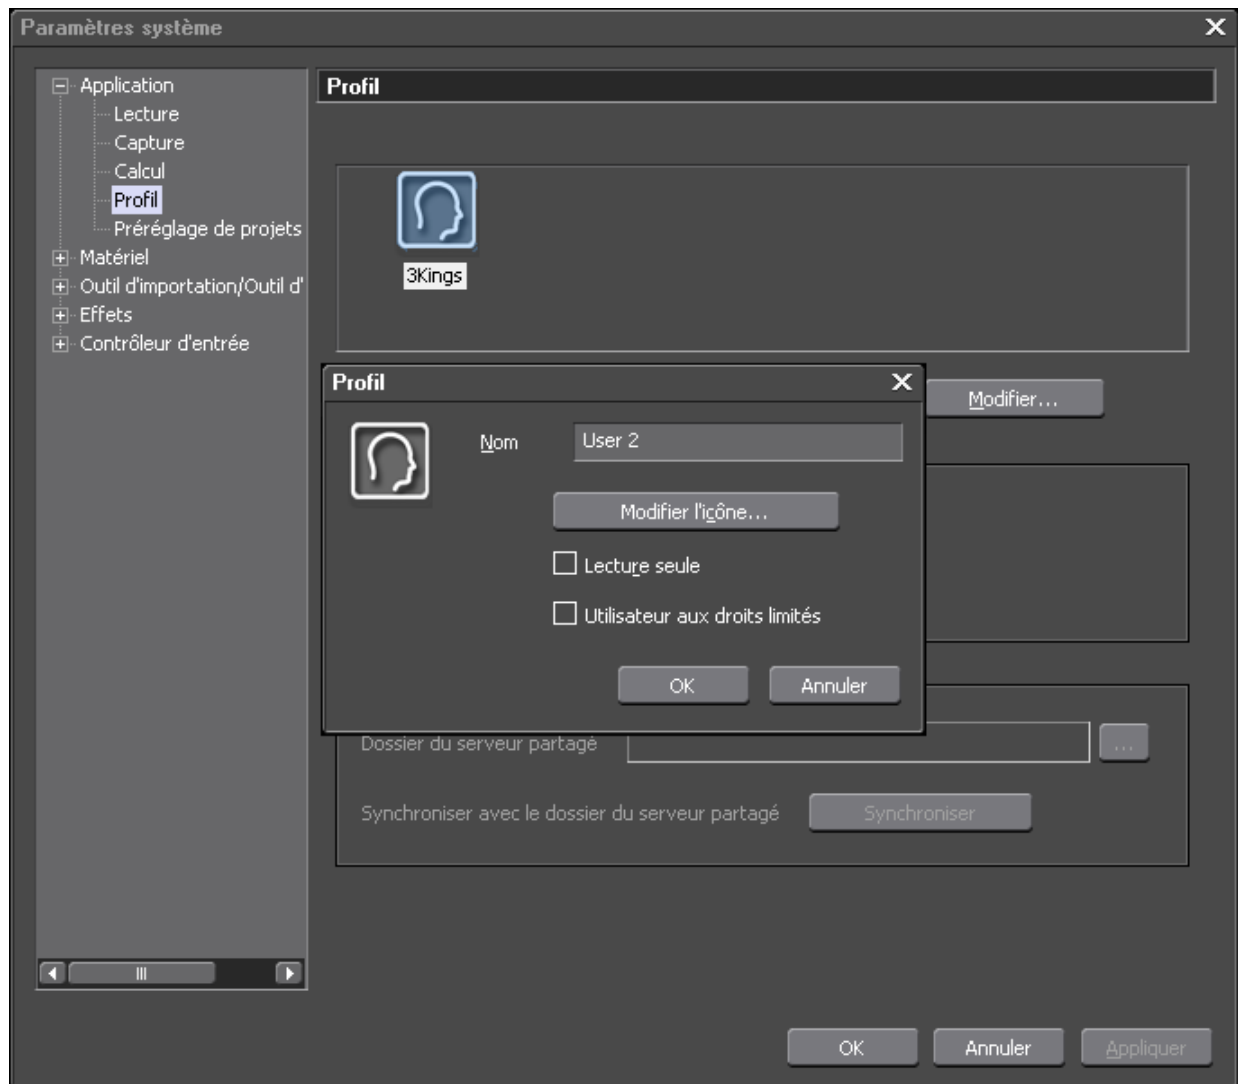 Paramètres système
Application
Lecture
Capture
Calcul
Profil
Préréglage de projets
Matériel
Outil d'importation/Outil d'
Effets
Contrôleur d'entrée
Profil
3Kings
Modifier...
Profil
Nom
User 2
Modifier l'icône...
Lecture seule
Utilisateur aux droits limités
OK
Annuler
Dossier du serveur partagé
...
Synchroniser avec le dossier du serveur partagé
Synchroniser
OK
Annuler
Appliquer